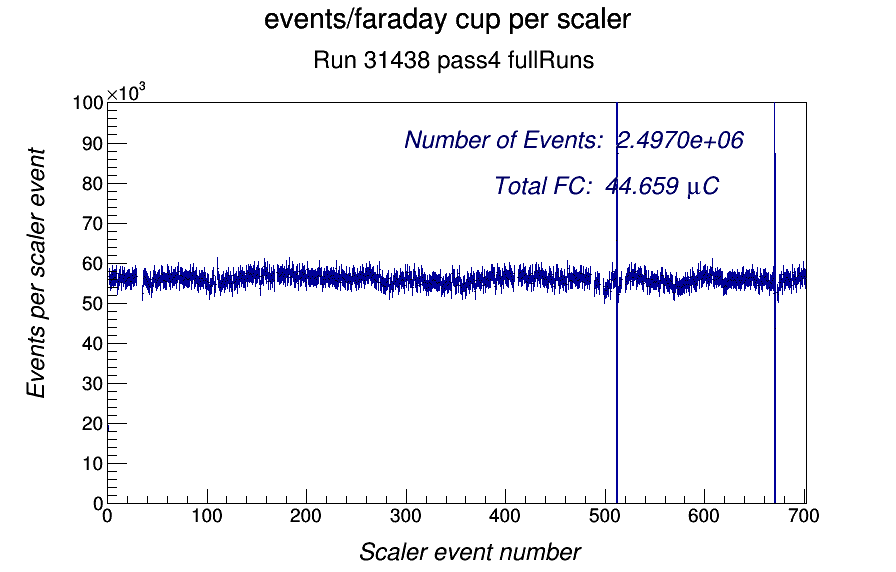 events/faraday cup per scaler
Run 31438 pass4 fullRuns
×10³
100
90
80
70
60
50
40
30
20
10
0
Events per scaler event
Number of Events: 2.4970e+06
Total FC: 44.659 μC
0 100 200 300 400 500 600 700
Scaler event number